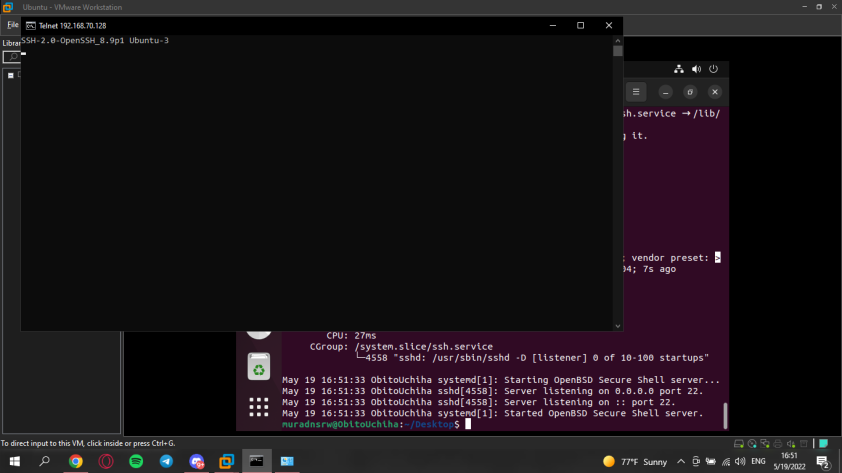 Ubuntu - VMware Workstation
File
Telnet 192.168.70.128
Librar
SSH-2.0-OpenSSH_8.9p1 Ubuntu-3
sh.service → /lib/
g it.
; vendor preset: >
04; 7s ago
CPU: 27ms
CGroup: /system.slice/ssh.service
└─4558 "sshd: /usr/sbin/sshd -D [listener] 0 of 10-100 startups"
May 19 16:51:33 ObitoUchiha systemd[1]: Starting OpenBSD Secure Shell server...
May 19 16:51:33 ObitoUchiha sshd[4558]: Server listening on 0.0.0.0 port 22.
May 19 16:51:33 ObitoUchiha sshd[4558]: Server listening on :: port 22.
May 19 16:51:33 ObitoUchiha systemd[1]: Started OpenBSD Secure Shell server.
muradnsrw@ObitoUchiha:~/Desktop$
To direct input to this VM, click inside or press Ctrl+G.
77°F Sunny
ENG
16:51
5/19/2022
2